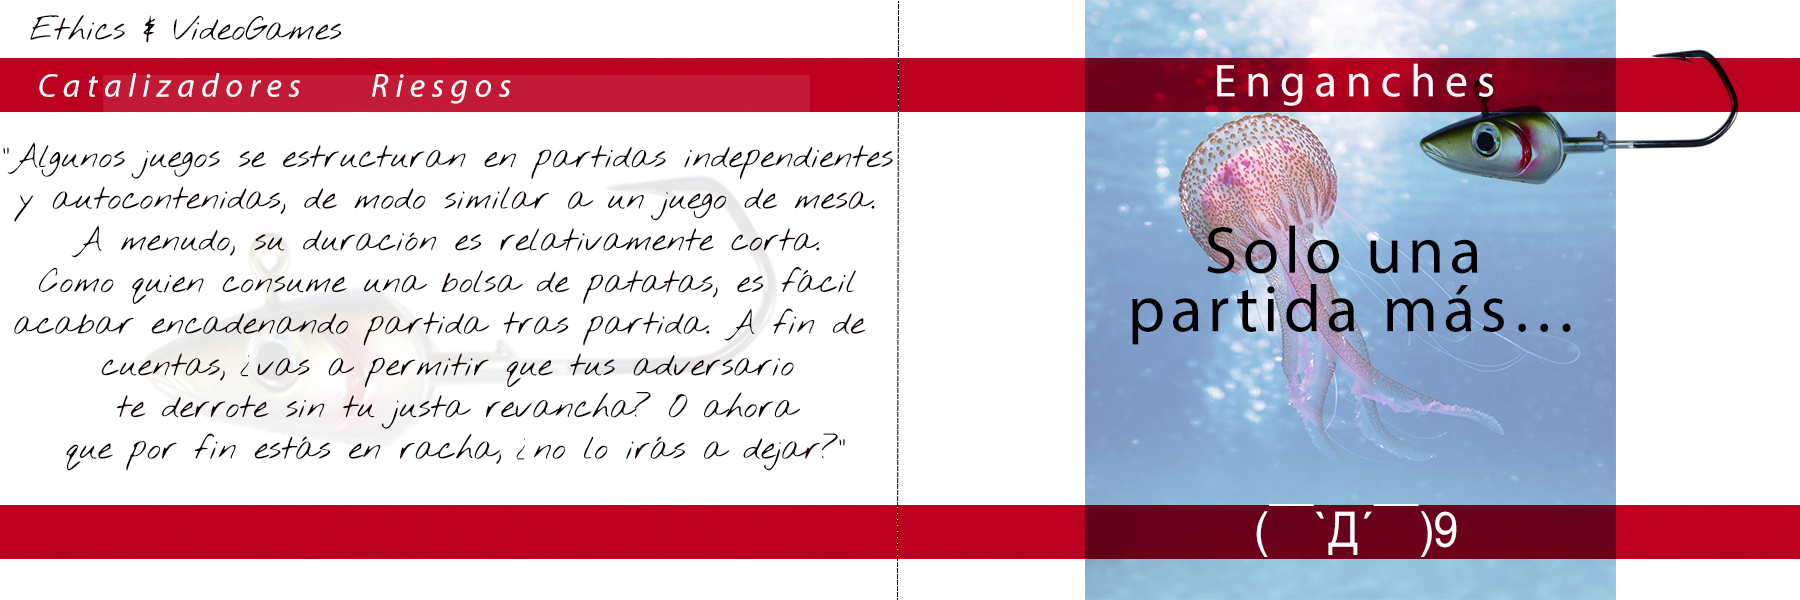 Ethics & VideoGames
Catalizadores Riesgos
"Algunos juegos se estructuran en partidas independientes
y autocontenidas, de modo similar a un juego de mesa.
A menudo, su duración es relativamente corta.
Como quien consume una bolsa de patatas, es fácil
acabar encadenando partida tras partida. A fin de
cuentas, ¿vas a permitir que tus adversario
te derrote sin tu justa revancha? O ahora
que por fin estás en racha, ¿no lo irás a dejar?"
Enganches
Solo una
partida más...
(￣`Д´￣)9